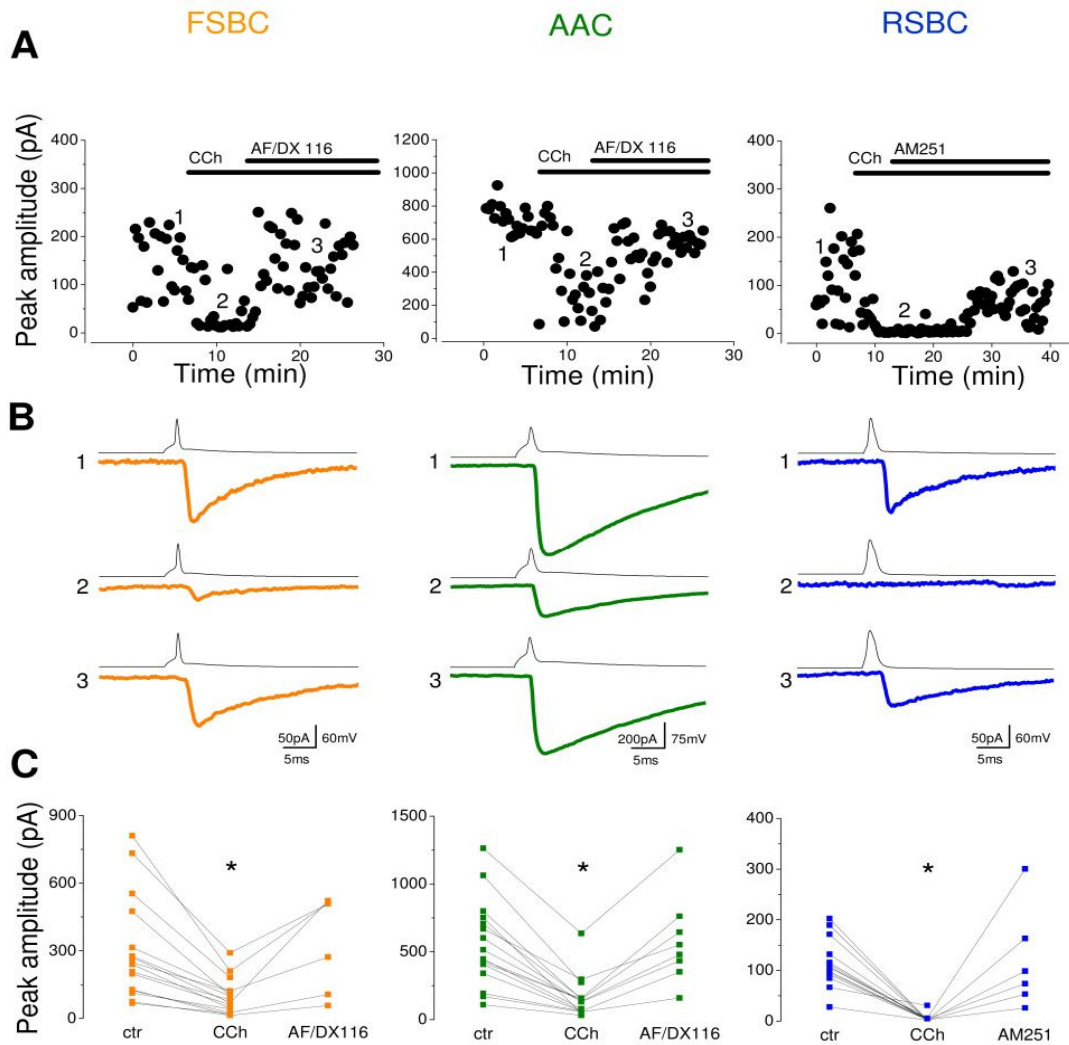 FSBC AAC RSBC
A
Peak amplitude (pA)
400
300
200
100
0
CCh
AF/DX 116
1
2
3
0 10 20 30
Time (min)
1200
1000
800
600
400
200
0
CCh
AF/DX 116
1
2
3
0 10 20 30
Time (min)
400
300
200
100
0
CCh
AM251
1
2
3
0 10 20 30 40
Time (min)
B
1
2
3
50pA 60mV
5ms
1
2
3
200pA 75mV
5ms
1
2
3
50pA 60mV
5ms
C
Peak amplitude (pA)
900
600
300
0
*
ctr CCh AF/DX116
1500
1000
500
0
*
ctr CCh AF/DX116
400
300
200
100
0
*
ctr CCh AM251